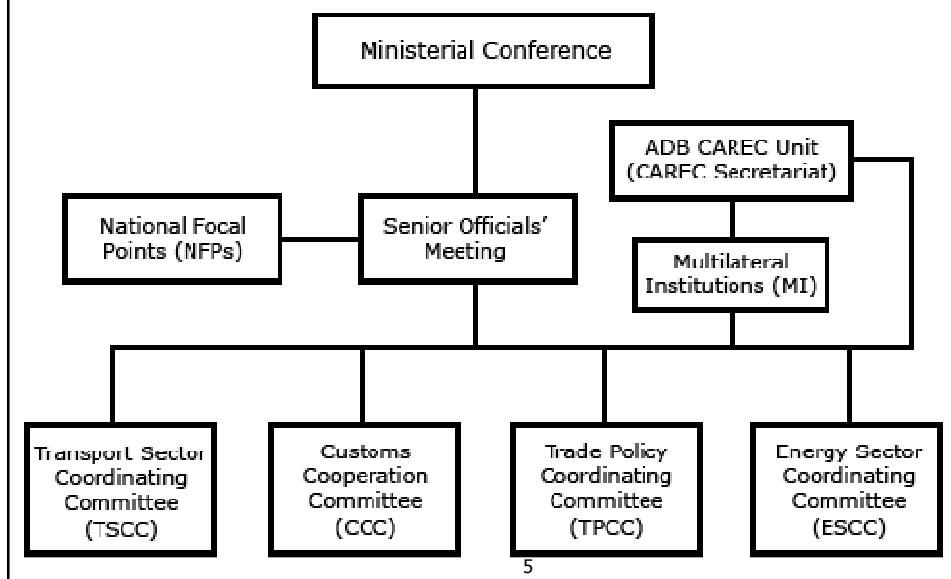 Ministerial Conference
ADB CAREC Unit
(CAREC Secretariat)
National Focal
Points (NFPs)
Senior Officials’
Meeting
Multilateral
Institutions (MI)
Transport Sector
Coordinating
Committee
(TSCC)
Customs
Cooperation
Committee
(CCC)
Trade Policy
Coordinating
Committee
(TPCC)
Energy Sector
Coordinating
Committee
(ESCC)
5